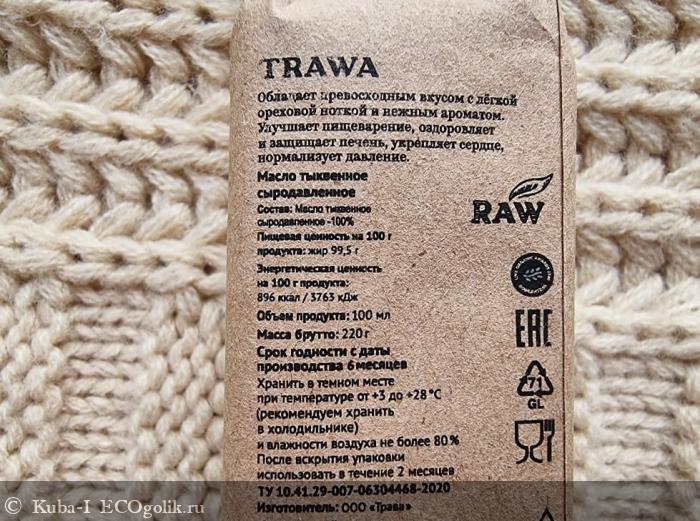 TRAWA
Обладает превосходным вкусом с лёгкой
ореховой ноткой и нежным ароматом.
Улучшает пищеварение, оздоровляет
и защищает печень, укрепляет сердце,
нормализует давление.
Масло тыквенное
сыродавленное
Состав: Масло тыквенное
сыродавленное -100%
Пищевая ценность на 100 г
продукта: жир 99,5 г
Энергетическая ценность
на 100 г продукта:
896 ккал / 3763 кДж
Объем продукта: 100 мл
Масса брутто: 220 г
Срок годности с даты
производства 6 месяцев
Хранить в темном месте
при температуре от +3 до +28 °C
(рекомендуем хранить
в холодильнике)
и влажности воздуха не более 80%
После вскрытия упаковки
использовать в течение 2 месяцев
ТУ 10.41.29-007-06304468-2020
Изготовитель: ООО «Трава»
RAW
EAC
71
GL
© Kuba-I ECOgolik.ru